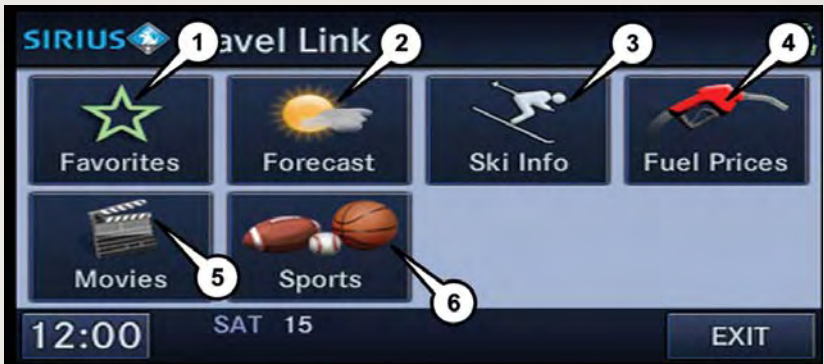 SIRIUS avel Link
1 2 3 4
Favorites Forecast Ski Info Fuel Prices
Movies 5 Sports 6
12:00 SAT 15 EXIT